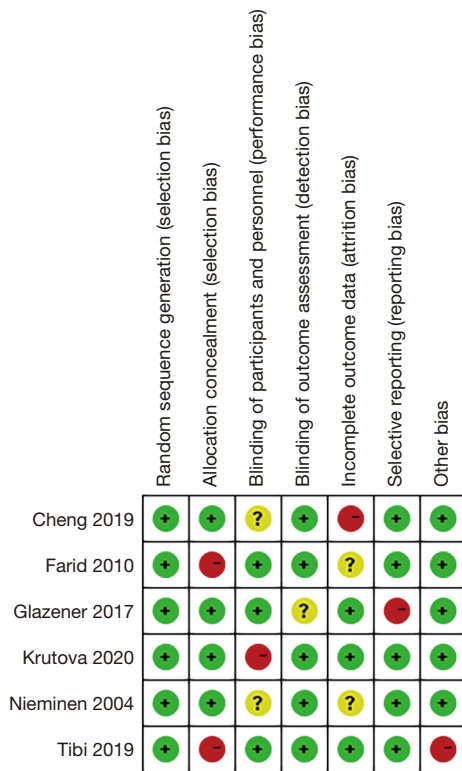 Random sequence generation (selection bias)
Allocation concealment (selection bias)
Blinding of participants and personnel (performance bias)
Blinding of outcome assessment (detection bias)
Incomplete outcome data (attrition bias)
Selective reporting (reporting bias)
Other bias
Cheng 2019 + + ? + - + +
Farid 2010 + - + + ? + +
Glazener 2017 + + + ? + - +
Krutova 2020 + + - + + + +
Nieminen 2004 + + ? + ? + +
Tibi 2019 + - + + + + -